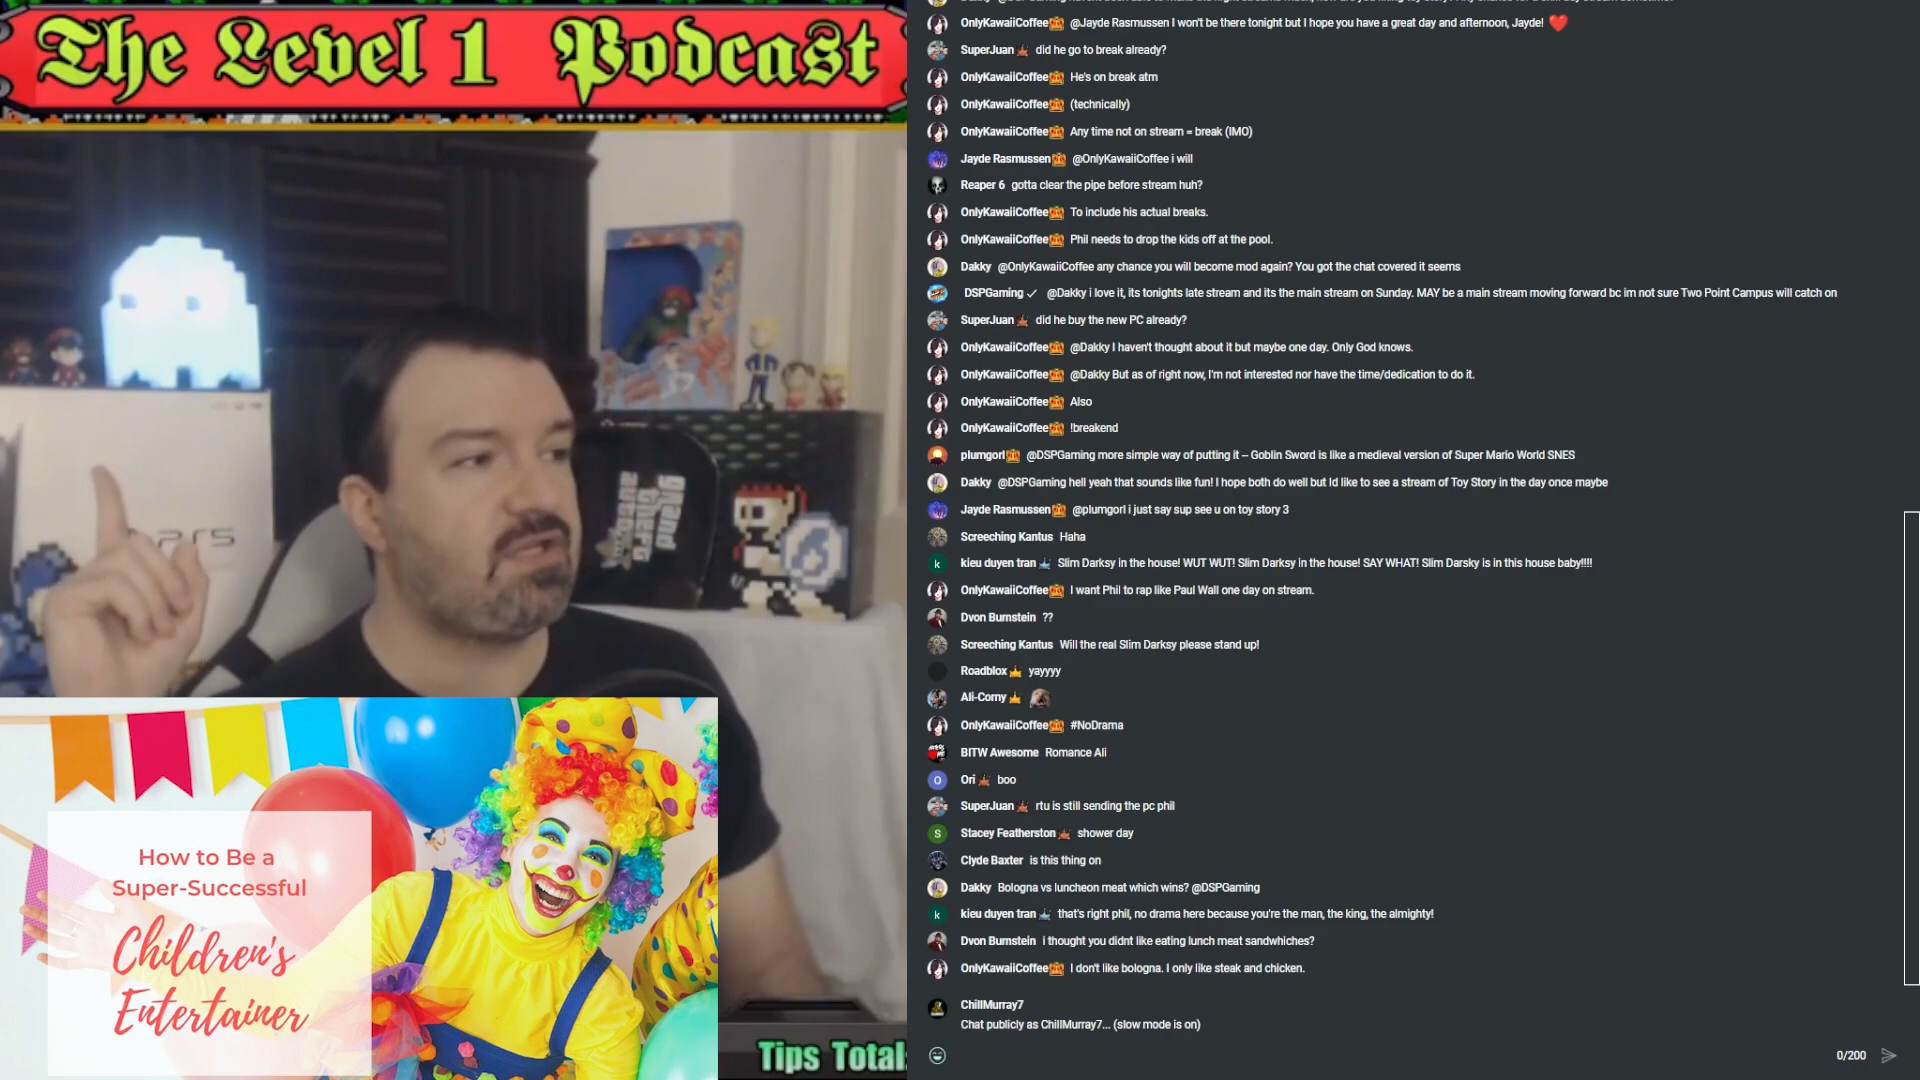 The Level 1 Podcast
PS5
grand
theft
auto
How to Be a
Super-Successful
Children's
Entertainer
Tips Total
OnlyKawaiiCoffee @Jayde Rasmussen I won't be there tonight but I hope you have a great day and afternoon, Jayde!
SuperJuan did he go to break already?
OnlyKawaiiCoffee He's on break atm
OnlyKawaiiCoffee (technically)
OnlyKawaiiCoffee Any time not on stream = break (IMO)
Jayde Rasmussen @OnlyKawaiiCoffee i will
Reaper 6 gotta clear the pipe before stream huh?
OnlyKawaiiCoffee To include his actual breaks.
OnlyKawaiiCoffee Phil needs to drop the kids off at the pool.
Dakky @OnlyKawaiiCoffee any chance you will become mod again? You got the chat covered it seems
DSPGaming ✓ @Dakky i love it, its tonights late stream and its the main stream on Sunday. MAY be a main stream moving forward bc im not sure Two Point Campus will catch on
SuperJuan did he buy the new PC already?
OnlyKawaiiCoffee @Dakky I haven't thought about it but maybe one day. Only God knows.
OnlyKawaiiCoffee @Dakky But as of right now, I'm not interested nor have the time/dedication to do it.
OnlyKawaiiCoffee Also
OnlyKawaiiCoffee !breakend
plumgorl @DSPGaming more simple way of putting it – Goblin Sword is like a medieval version of Super Mario World SNES
Dakky @DSPGaming hell yeah that sounds like fun! I hope both do well but Id like to see a stream of Toy Story in the day once maybe
Jayde Rasmussen @plumgorl i just say sup see u on toy story 3
Screeching Kantus Haha
k kieu duyen tran Slim Darksy in the house! WUT WUT! Slim Darksy in the house! SAY WHAT! Slim Darsky is in this house baby!!!!
OnlyKawaiiCoffee I want Phil to rap like Paul Wall one day on stream.
Dvon Burnstein ??
Screeching Kantus Will the real Slim Darksy please stand up!
Roadblox yayyyy
Ali-Corny
OnlyKawaiiCoffee #NoDrama
BITW Awesome Romance Ali
O Ori boo
SuperJuan rtu is still sending the pc phil
S Stacey Featherston shower day
Clyde Baxter is this thing on
Dakky Bologna vs luncheon meat which wins? @DSPGaming
k kieu duyen tran that's right phil, no drama here because you're the man, the king, the almighty!
Dvon Burnstein i thought you didnt like eating lunch meat sandwhiches?
OnlyKawaiiCoffee I don't like bologna. I only like steak and chicken.
ChillMurray7
Chat publicly as ChillMurray7... (slow mode is on)
0/200